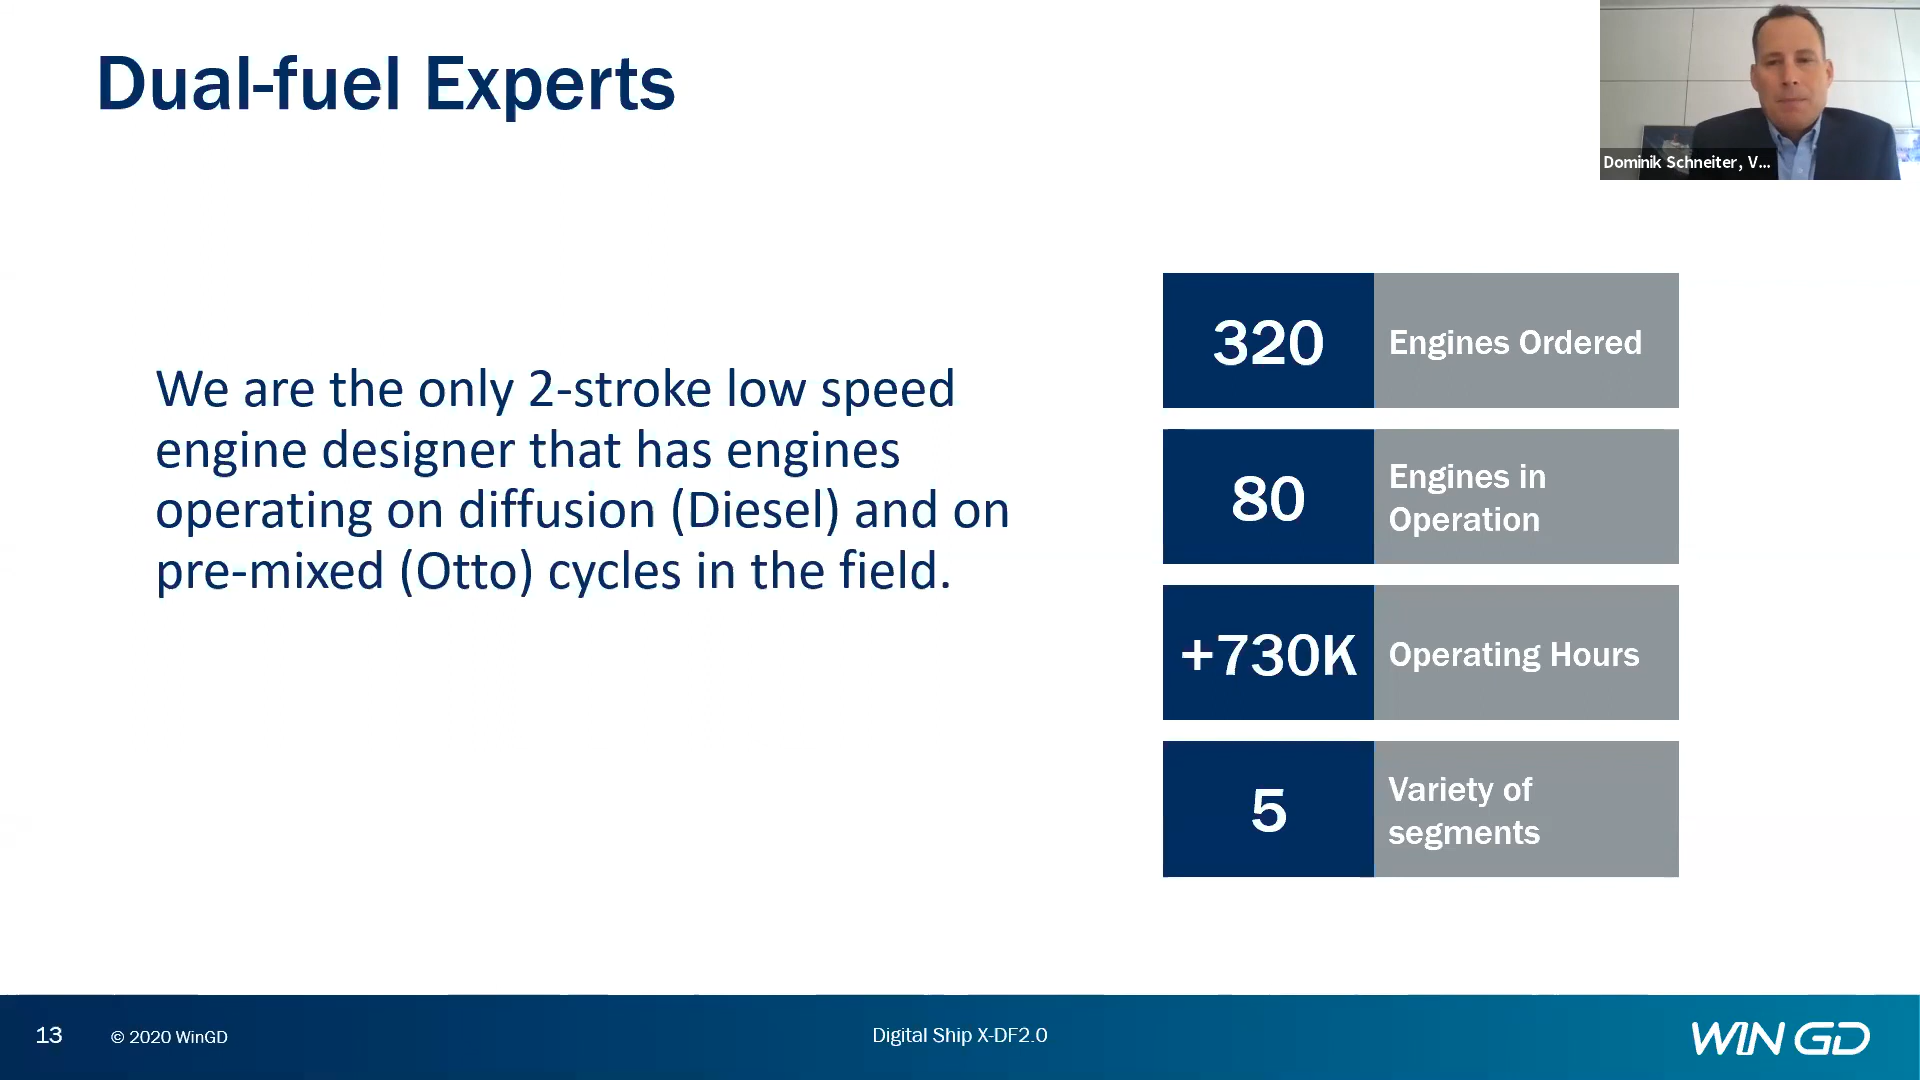 Dual-fuel Experts
Dominik Schneiter, V...
We are the only 2-stroke low speed
engine designer that has engines
operating on diffusion (Diesel) and on
pre-mixed (Otto) cycles in the field.
320
Engines Ordered
80
Engines in
Operation
+730K
Operating Hours
5
Variety of
segments
13
© 2020 WinGD
Digital Ship X-DF2.0
WIN GD